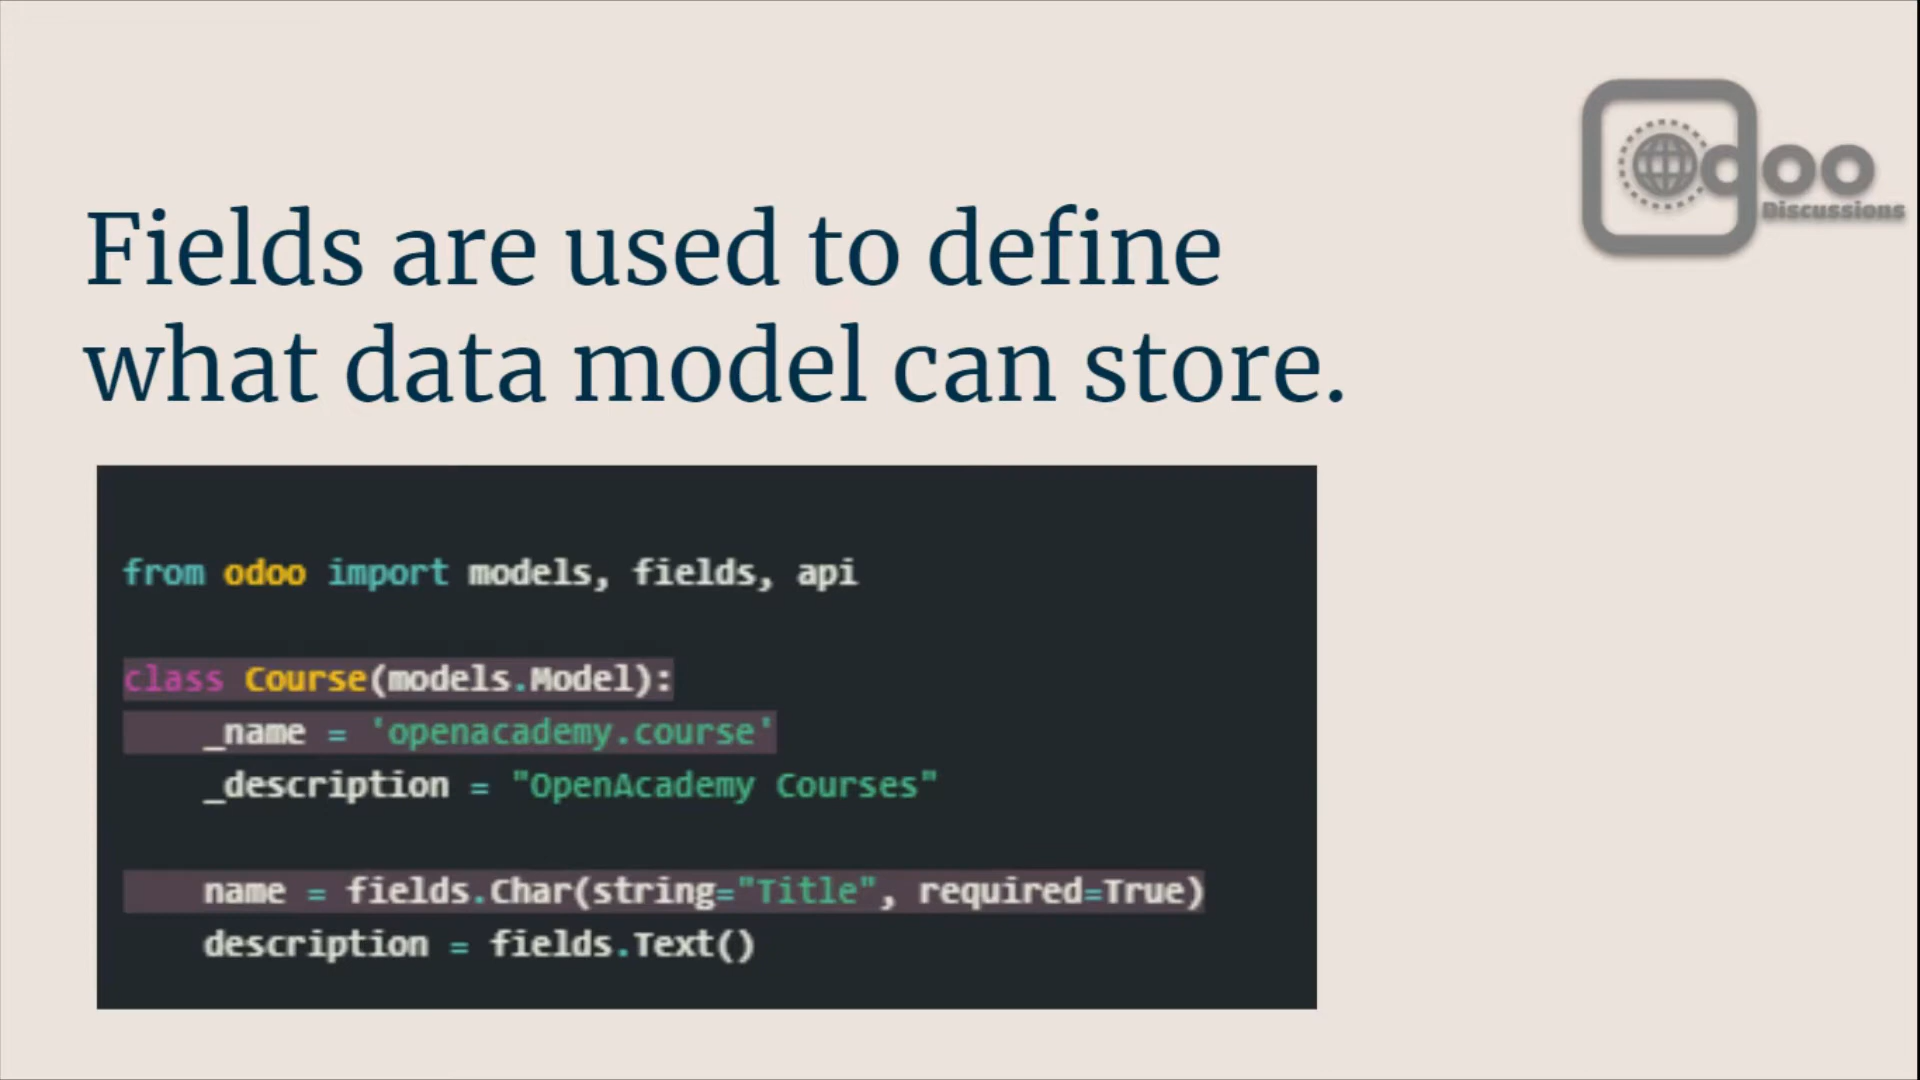 odoo
Discussions
Fields are used to define
what data model can store.
from odoo import models, fields, api
class Course(models.Model):
_name = 'openacademy.course'
_description = "OpenAcademy Courses"
name = fields.Char(string="Title", required=True)
description = fields.Text()